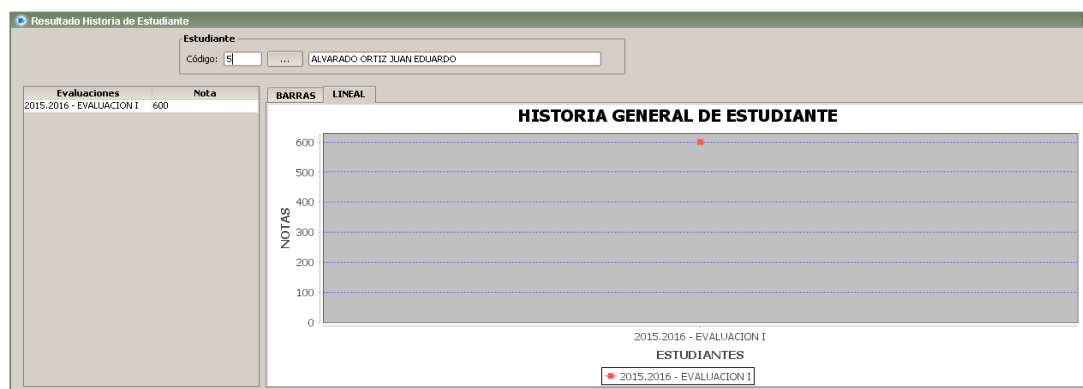 Resultado Historia de Estudiante
Estudiante
Código: 5 ... ALVARADO ORTIZ JUAN EDUARDO
Evaluaciones Nota
2015.2016 - EVALUACION I 600
BARRAS LINEAL
HISTORIA GENERAL DE ESTUDIANTE
600
500
400
300
200
100
0
NOTAS
2015.2016 - EVALUACION I
ESTUDIANTES
2015.2016 - EVALUACION I